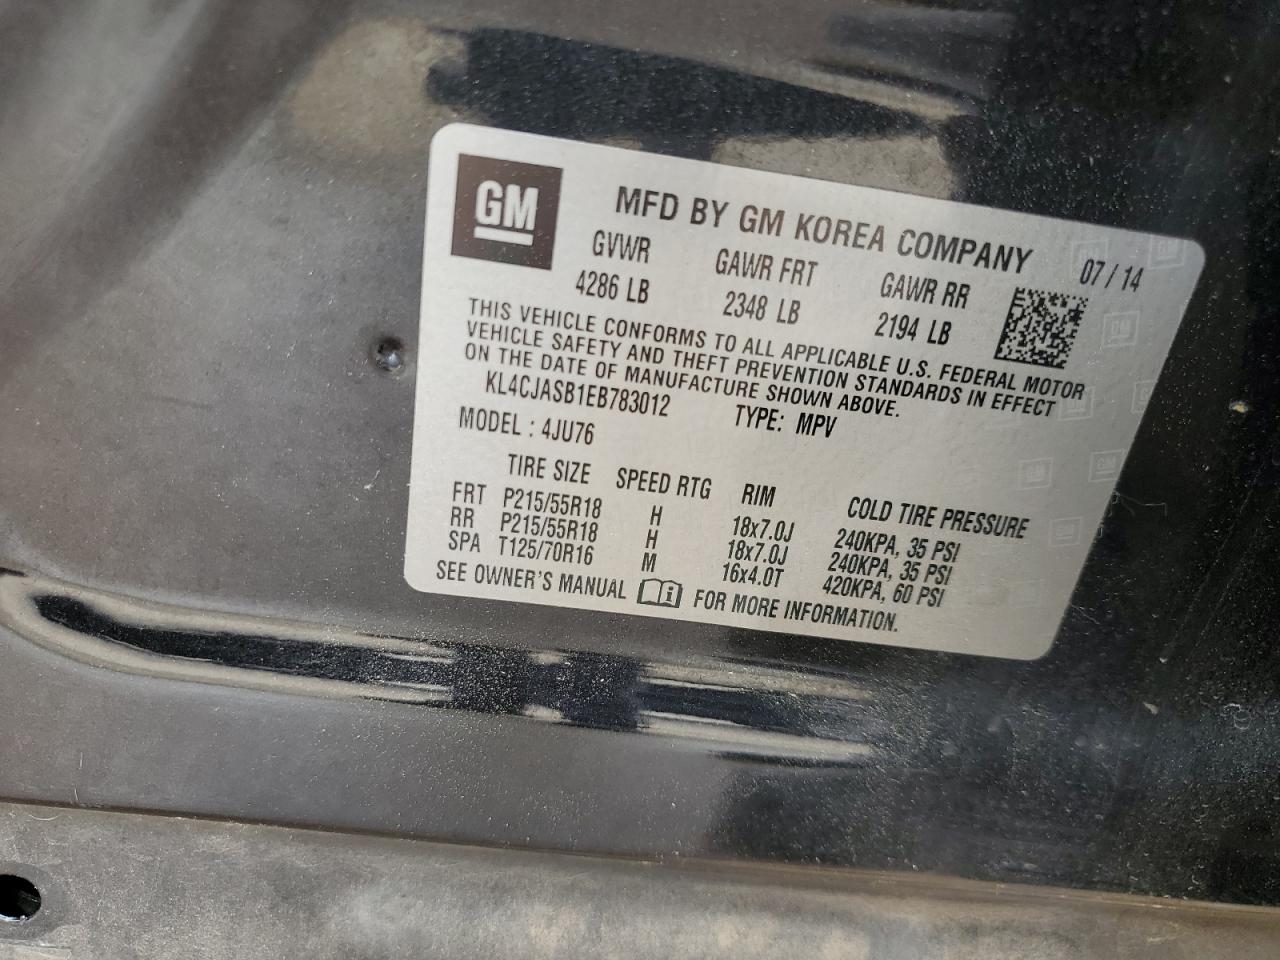 GM
MFD BY GM KOREA COMPANY 07 / 14
GVWR GAWR FRT GAWR RR
4286 LB 2348 LB 2194 LB
THIS VEHICLE CONFORMS TO ALL APPLICABLE U.S. FEDERAL MOTOR
VEHICLE SAFETY AND THEFT PREVENTION STANDARDS IN EFFECT
ON THE DATE OF MANUFACTURE SHOWN ABOVE.
KL4CJASB1EB783012 TYPE: MPV
MODEL : 4JU76
TIRE SIZE SPEED RTG RIM COLD TIRE PRESSURE
FRT P215/55R18 H 18x7.0J 240KPA, 35 PSI
RR P215/55R18 H 18x7.0J 240KPA, 35 PSI
SPA T125/70R16 M 16x4.0T 420KPA, 60 PSI
SEE OWNER'S MANUAL FOR MORE INFORMATION.